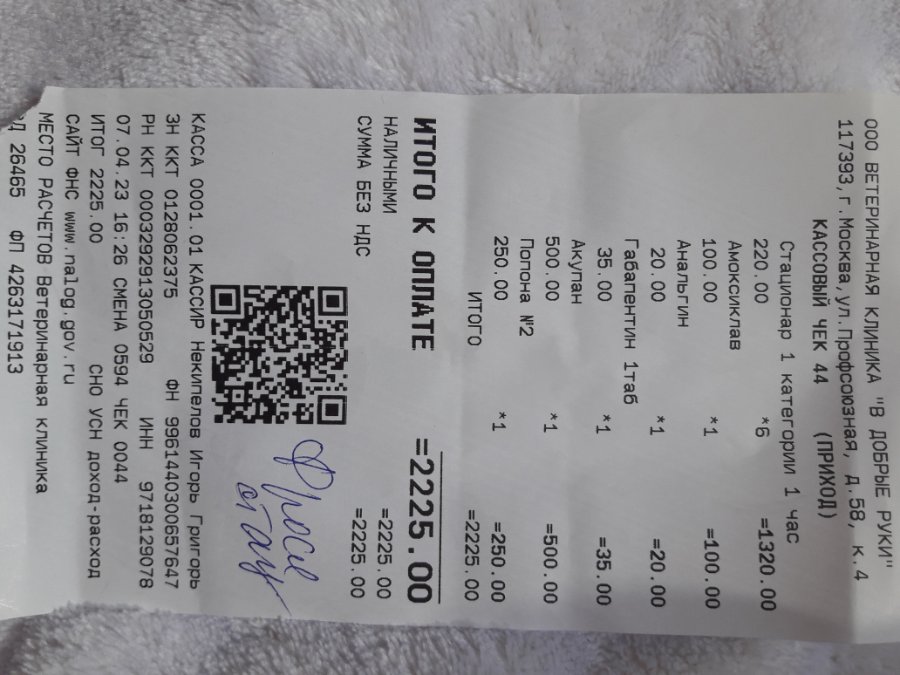 ООО ВЕТЕРИНАРНАЯ КЛИНИКА "В ДОБРЫЕ РУКИ"
117393, г.Москва, ул.Профсоюзная, д.58, к.4
КАССОВЫЙ ЧЕК 44 (ПРИХОД)
Стационар 1 категории 1 час
220.00 *6 =1320.00
Амоксиклав
100.00 *1 =100.00
Анальгин
20.00 *1 =20.00
Габапентин 1таб
35.00 *1 =35.00
Акупан
500.00 *1 =500.00
Попона №2
250.00 *1 =250.00
ИТОГО =2225.00
ИТОГО К ОПЛАТЕ =2225.00
НАЛИЧНЫМИ =2225.00
СУММА БЕЗ НДС =2225.00
КАССА 0001.01 КАССИР Некипелов Игорь Григорь
ЗН ККТ 0128062375 ФН 9961440300657647
РН ККТ 0003292913050529 ИНН 9718129078
07.04.23 16:26 СМЕНА 0594 ЧЕК 0044
ИТОГ 2225.00 СНО УСН доход-расход
САЙТ ФНС www.nalog.gov.ru
МЕСТО РАСЧЕТОВ Ветеринарная клиника
26465 ФП 4263171913